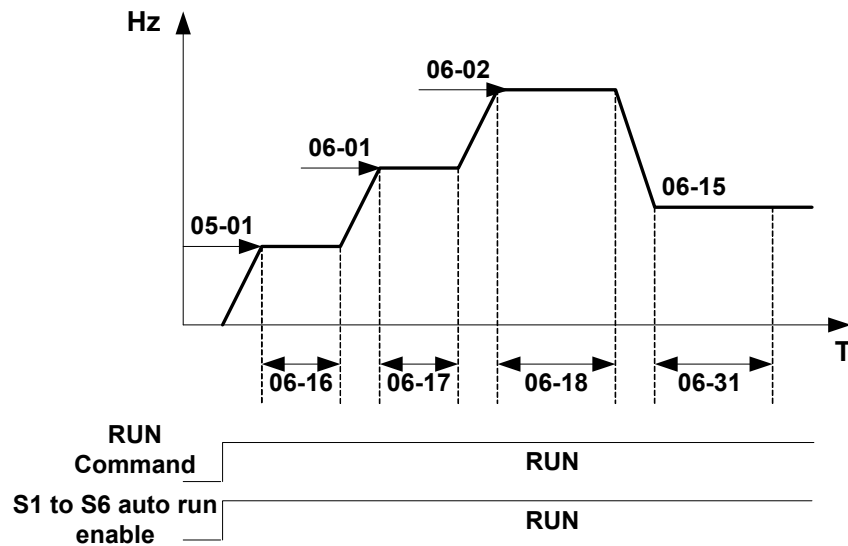 Hz
06-02
06-01
06-15
05-01
T
06-16
06-17
06-18
06-31
RUN
Command
RUN
S1 to S6 auto run
enable
RUN